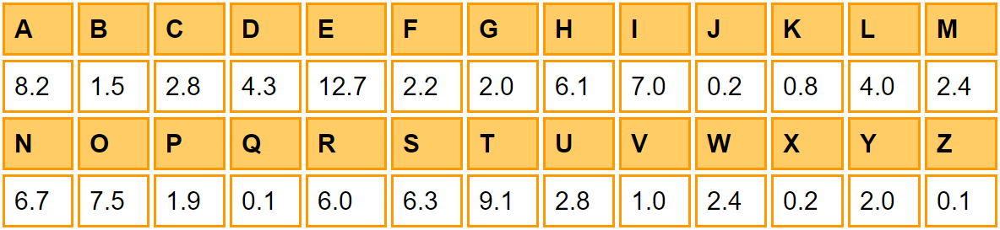 A B C D E F G H I J K L M
8.2 1.5 2.8 4.3 12.7 2.2 2.0 6.1 7.0 0.2 0.8 4.0 2.4
N O P Q R S T U V W X Y Z
6.7 7.5 1.9 0.1 6.0 6.3 9.1 2.8 1.0 2.4 0.2 2.0 0.1